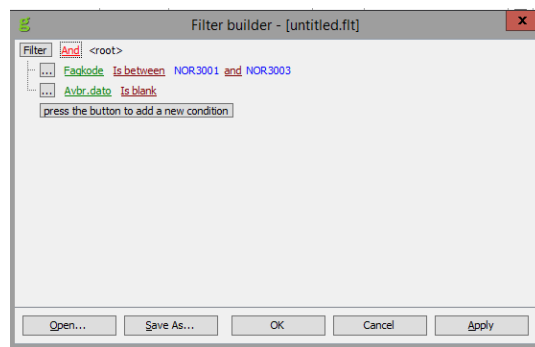 Filter builder - [untitled.flt]
x
Filter And <root>
... Fagkode Is between NOR3001 and NOR3003
... Avbr.dato Is blank
press the button to add a new condition
Open... Save As... OK Cancel Apply